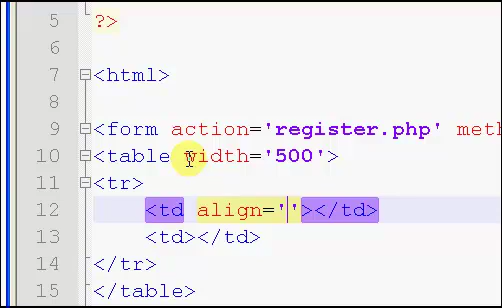 5 ?>
6
7 <html>
8
9 <form action='register.php' meth
10 <table width='500'>
11 <tr>
12 <td align=''></td>
13 <td></td>
14 </tr>
15 </table>